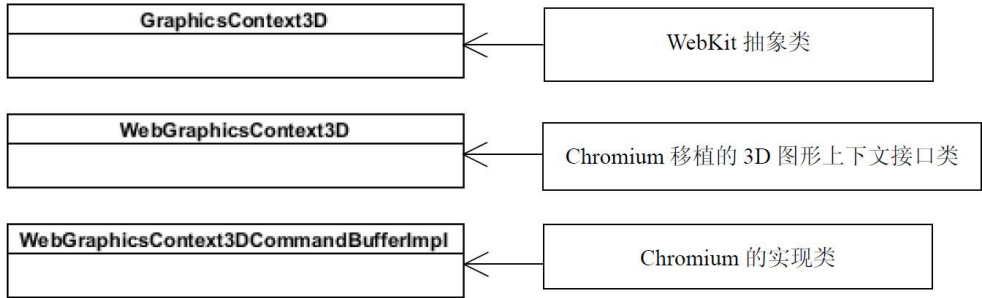 GraphicsContext3D
WebKit 抽象类
WebGraphicsContext3D
Chromium 移植的 3D 图形上下文接口类
WebGraphicsContext3DCommandBufferImpl
Chromium 的实现类